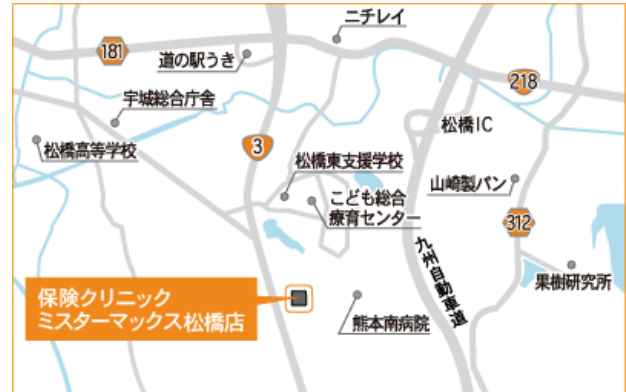 ニチレイ
181
道の駅うき
218
宇城総合庁舎
松橋IC
松橋高等学校
3
松橋東支援学校
山崎製パン
こども総合
療育センター
312
九州自動車道
果樹研究所
保険クリニック
ミスターマックス松橋店
熊本南病院